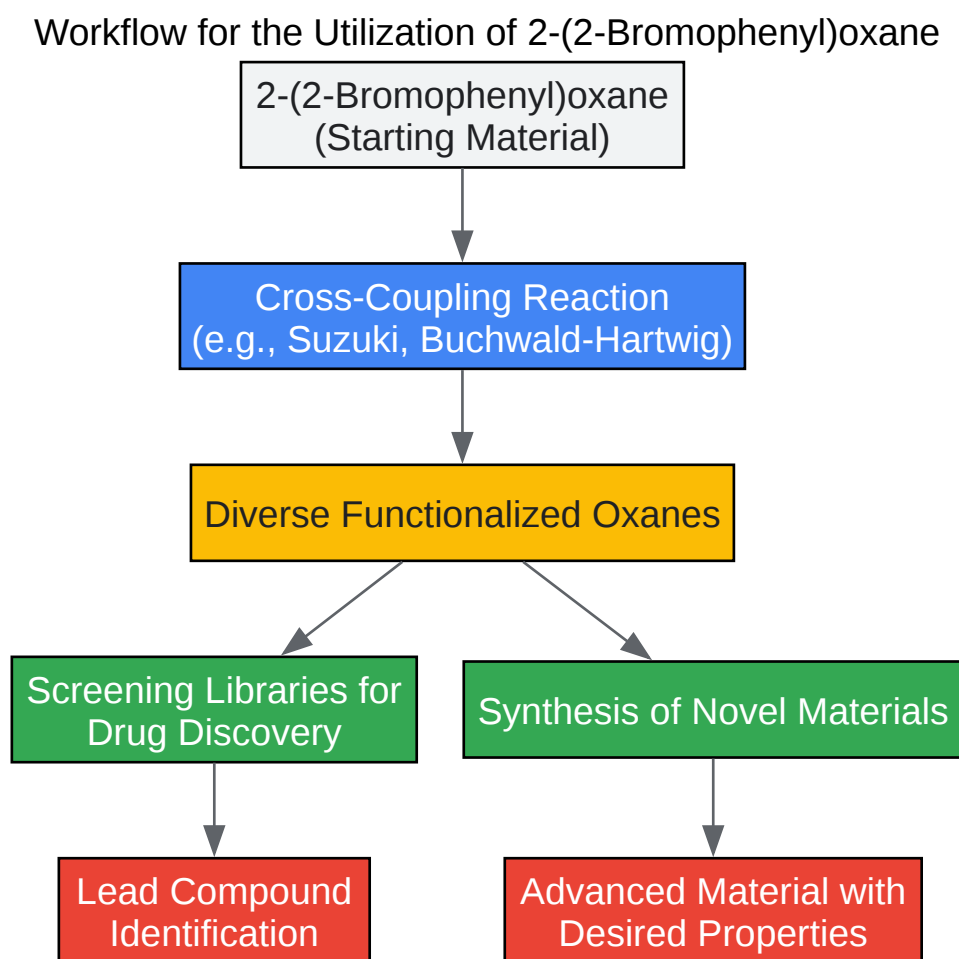 Workflow for the Utilization of 2-(2-Bromophenyl)oxane
2-(2-Bromophenyl)oxane
(Starting Material)
Cross-Coupling Reaction
(e.g., Suzuki, Buchwald-Hartwig)
Diverse Functionalized Oxanes
Screening Libraries for
Drug Discovery
Synthesis of Novel Materials
Lead Compound
Identification
Advanced Material with
Desired Properties